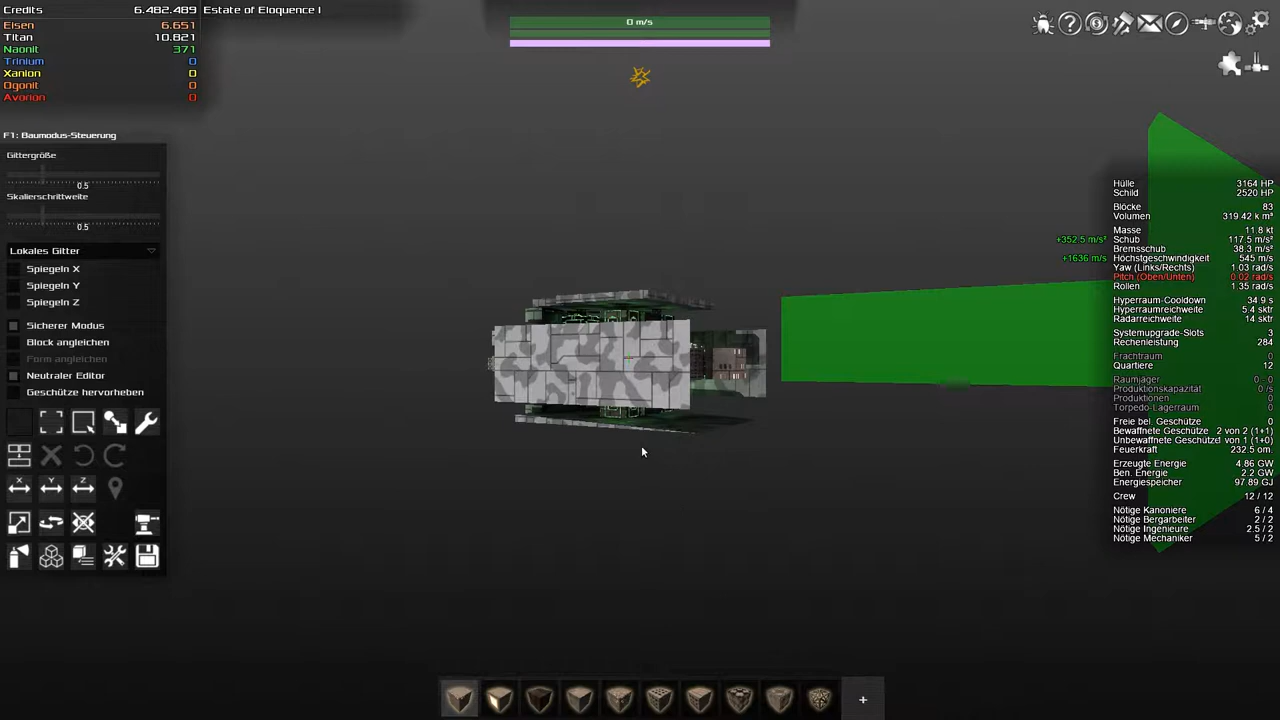 Credits 6.482.489 Estate of Eloquence I
Eisen 6.651
Titan 10.821
Naonit 371
Trinium 0
Xanion 0
Ogonit 0
Avorion 0
0 m/s
F1: Baumodus-Steuerung
Gittergröße
0.5
Skalierschrittweite
0.5
Lokales Gitter
Spiegeln X
Spiegeln Y
Spiegeln Z
Sicherer Modus
Block angleichen
Form angleichen
Neutraler Editor
Geschütze hervorheben
X Y Z
Hülle 3164 HP
Schild 2520 HP
Blöcke 83
Volumen 319.42 k m³
Masse 11.8 kt
+352.5 m/s² Schub 117.5 m/s²
Bremsschub 38.3 m/s²
+1636 m/s Höchstgeschwindigkeit 545 m/s
Yaw (Links/Rechts) 1.03 rad/s
Pitch (Oben/Unten) 0.02 rad/s
Rollen 1.35 rad/s
Hyperraum-Cooldown 34.9 s
Hyperraumreichweite 5.4 sktr
Radarreichweite 14 sktr
Systemupgrade-Slots 3
Rechenleistung 284
Frachtraum 0
Quartiere 12
Raumjäger 0 - 0
Produktionskapazität 0 /s
Produktionen 0
Torpedo-Lagerraum 0
Freie bel. Geschütze 0
Bewaffnete Geschütze 2 von 2 (1+1)
Unbewaffnete Geschütz von 1 (1+0)
Feuerkraft 232.5 om.
Erzeugte Energie 4.86 GW
Ben. Energie 2.2 GW
Energiespeicher 97.89 GJ
Crew 12 / 12
Nötige Kanoniere 6 / 4
Nötige Bergarbeiter 2 / 2
Nötige Ingenieure 2.5 / 2
Nötige Mechaniker 5 / 2